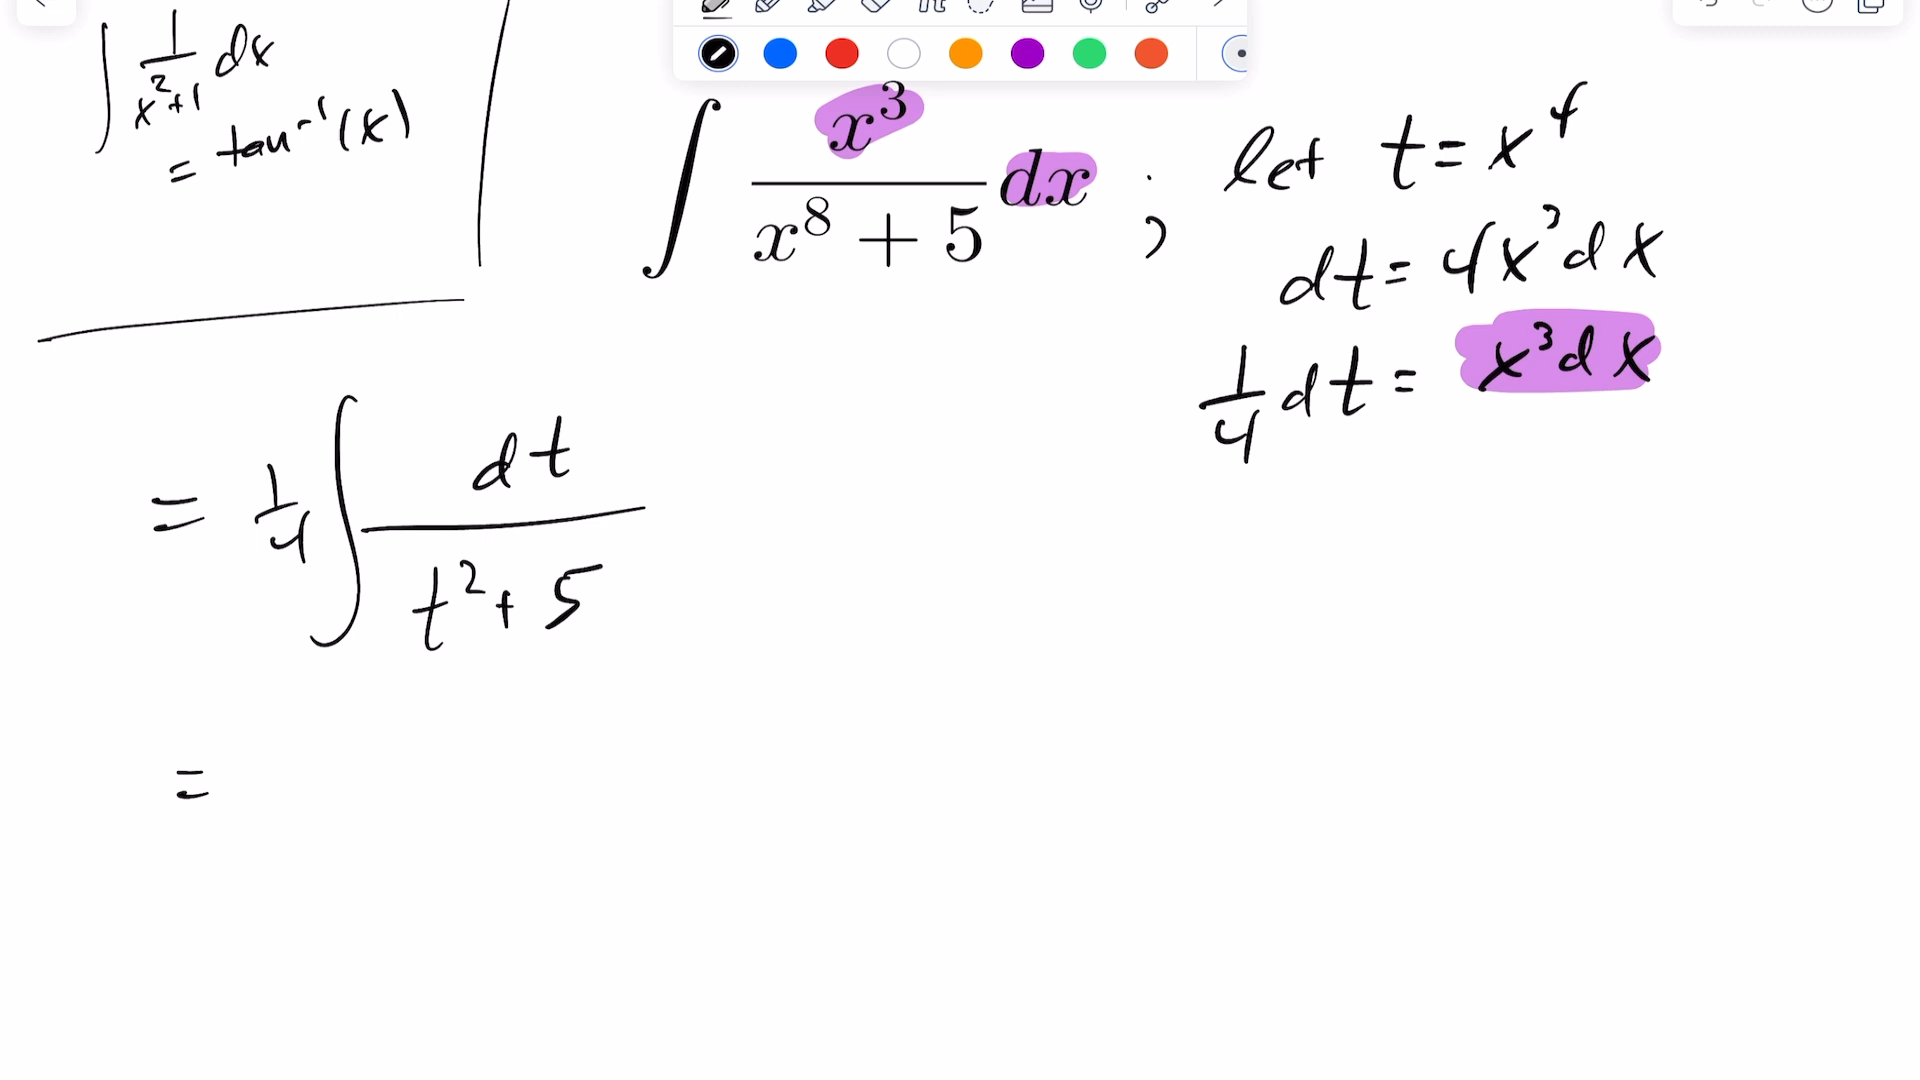 ∫ 1/(x²+1) dx
= tan⁻¹(x)
∫ x³/(x⁸ + 5) dx ; let t = x⁴
dt = 4x³dx
1/4 dt = x³dx
= 1/4 ∫ dt/(t² + 5)
=